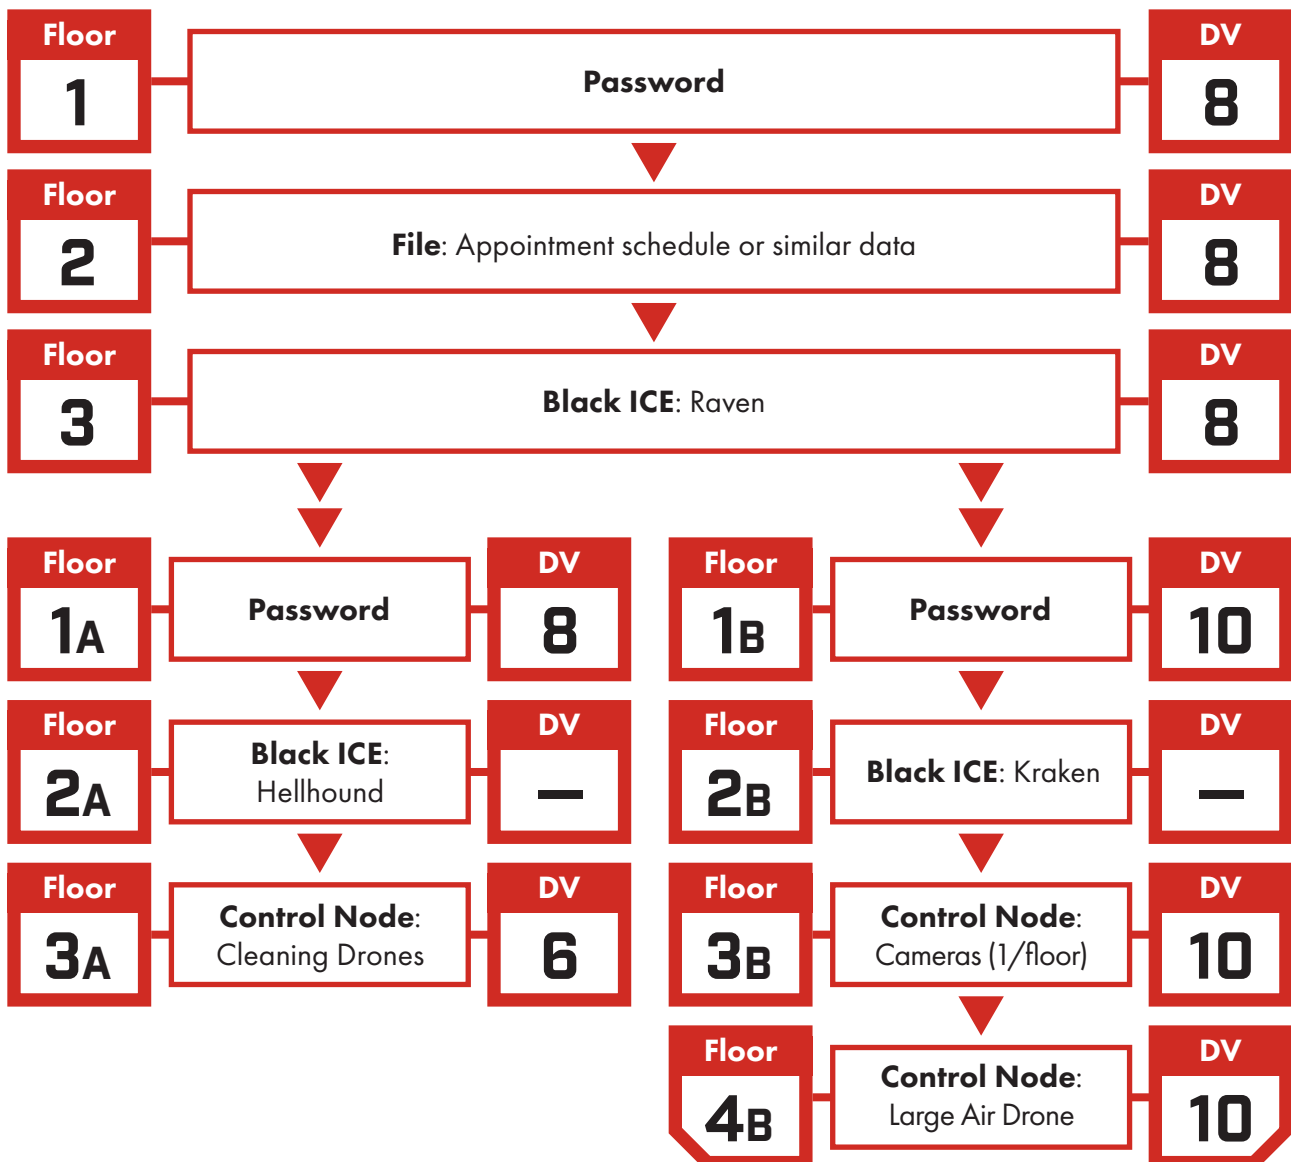 Floor
1
Password
DV
8
Floor
2
File: Appointment schedule or similar data
DV
8
Floor
3
Black ICE: Raven
DV
8
Floor
1A
Password
DV
8
Floor
1B
Password
DV
10
Floor
2A
Black ICE:
Hellhound
DV
–
Floor
2B
Black ICE: Kraken
DV
–
Floor
3A
Control Node:
Cleaning Drones
DV
6
Floor
3B
Control Node:
Cameras (1/floor)
DV
10
Floor
4B
Control Node:
Large Air Drone
DV
10